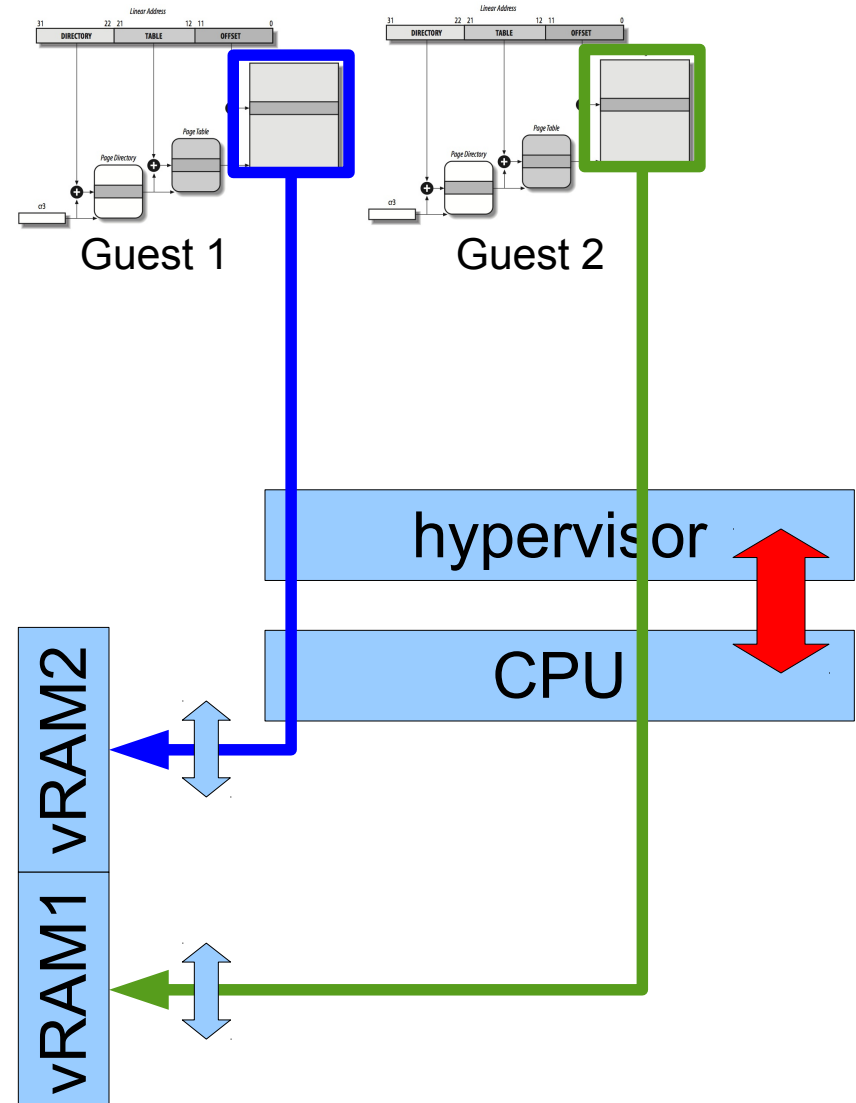 Linear Address
31 22 21 12 11 0
DIRECTORY TABLE OFFSET
Page Table
Page Directory
cr3
Guest 1
Linear Address
31 22 21 12 11 0
DIRECTORY TABLE OFFSET
Page Table
Page Directory
cr3
Guest 2
hypervisor
CPU
vRAM2
vRAM1